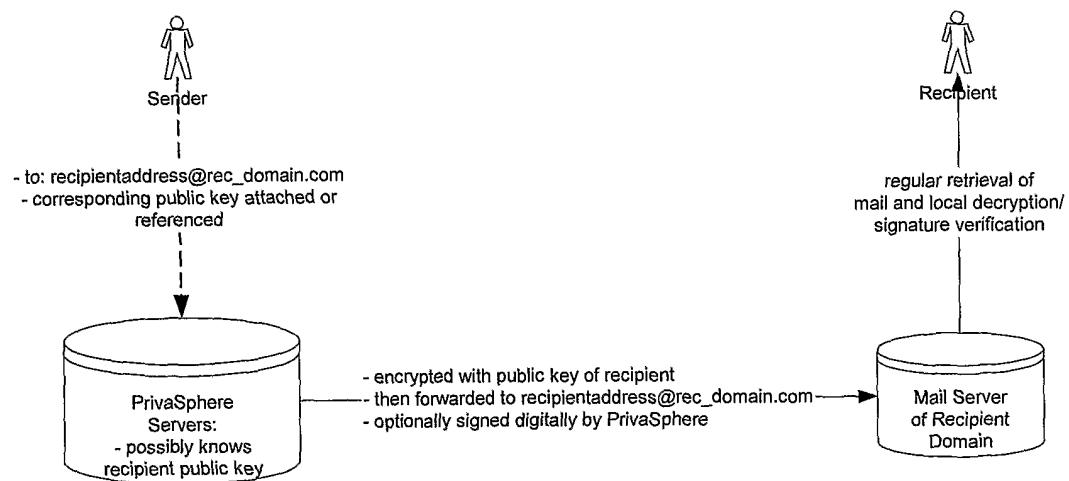 Sender
Recipient
- to: recipientaddress@rec_domain.com
- corresponding public key attached or
referenced
regular retrieval of
mail and local decryption/
signature verification
PrivaSphere
Servers:
- possibly knows
recipient public key
- encrypted with public key of recipient
- then forwarded to recipientaddress@rec_domain.com
- optionally signed digitally by PrivaSphere
Mail Server
of Recipient
Domain